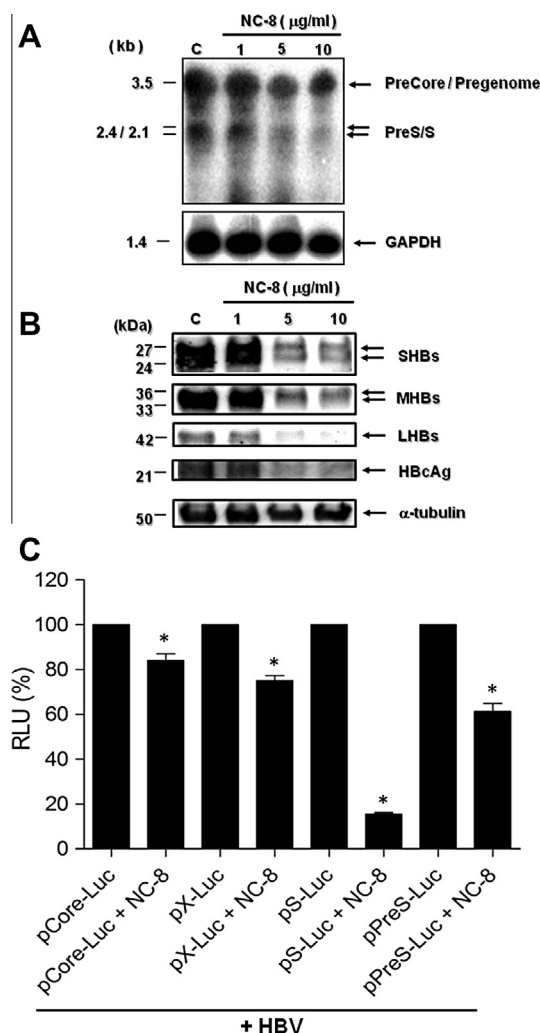 A
NC-8 ( μg/ml)
(kb) C 1 5 10
3.5 PreCore / Pregenome
2.4 / 2.1 PreS/S
1.4 GAPDH
NC-8 ( μg/ml)
B
(kDa) C 1 5 10
27
24 SHBs
36
33 MHBs
42 LHBs
21 HBcAg
50 α-tubulin
C
120
100
80
60
40
20
0
RLU (%)
* * * *
pCore-Luc
pCore-Luc + NC-8
pX-Luc
pX-Luc + NC-8
pS-Luc
pS-Luc + NC-8
pPreS-Luc
pPreS-Luc + NC-8
+ HBV